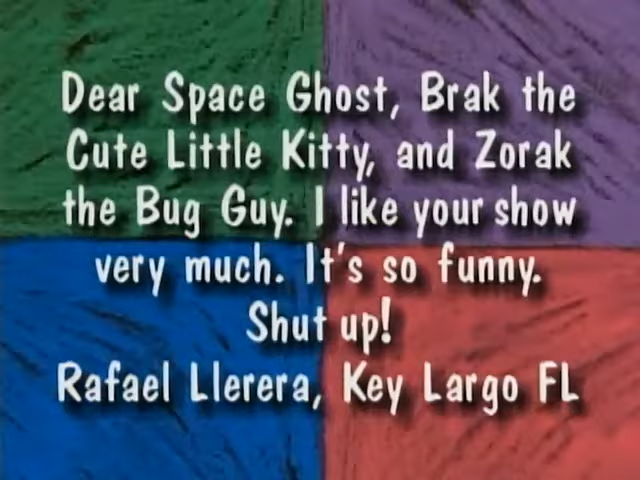 Dear Space Ghost, Brak the
Cute Little Kitty, and Zorak
the Bug Guy. I like your show
very much. It's so funny.
Shut up!
Rafael Llerera, Key Largo FL